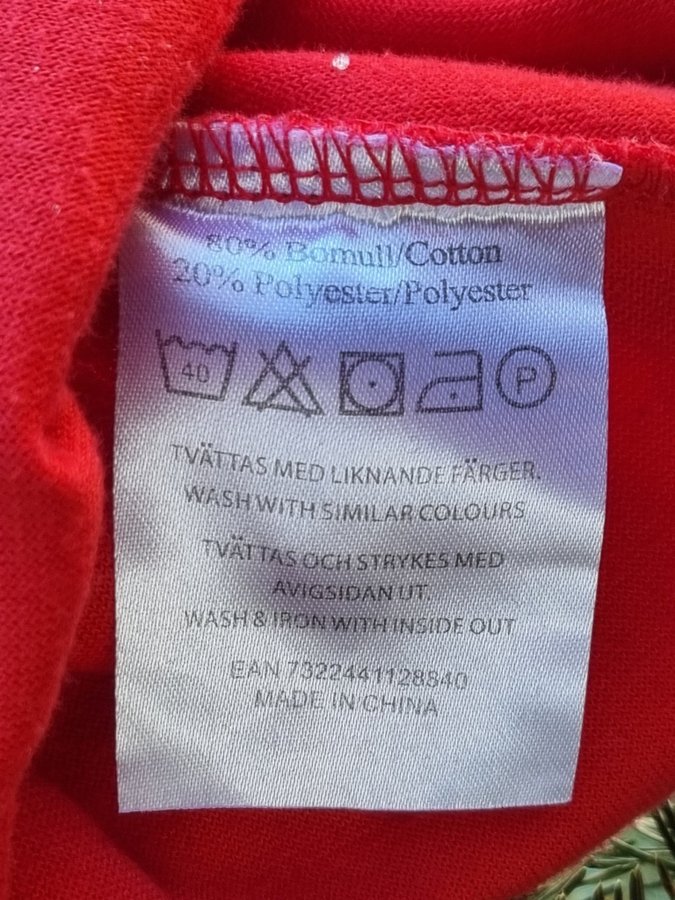 80% Bomull/Cotton
20% Polyester/Polyester
40 P
TVÄTTAS MED LIKNANDE FÄRGER.
WASH WITH SIMILAR COLOURS
TVÄTTAS OCH STRYKES MED
AVIGSIDAN UT.
WASH & IRON WITH INSIDE OUT
EAN 7322441128840
MADE IN CHINA